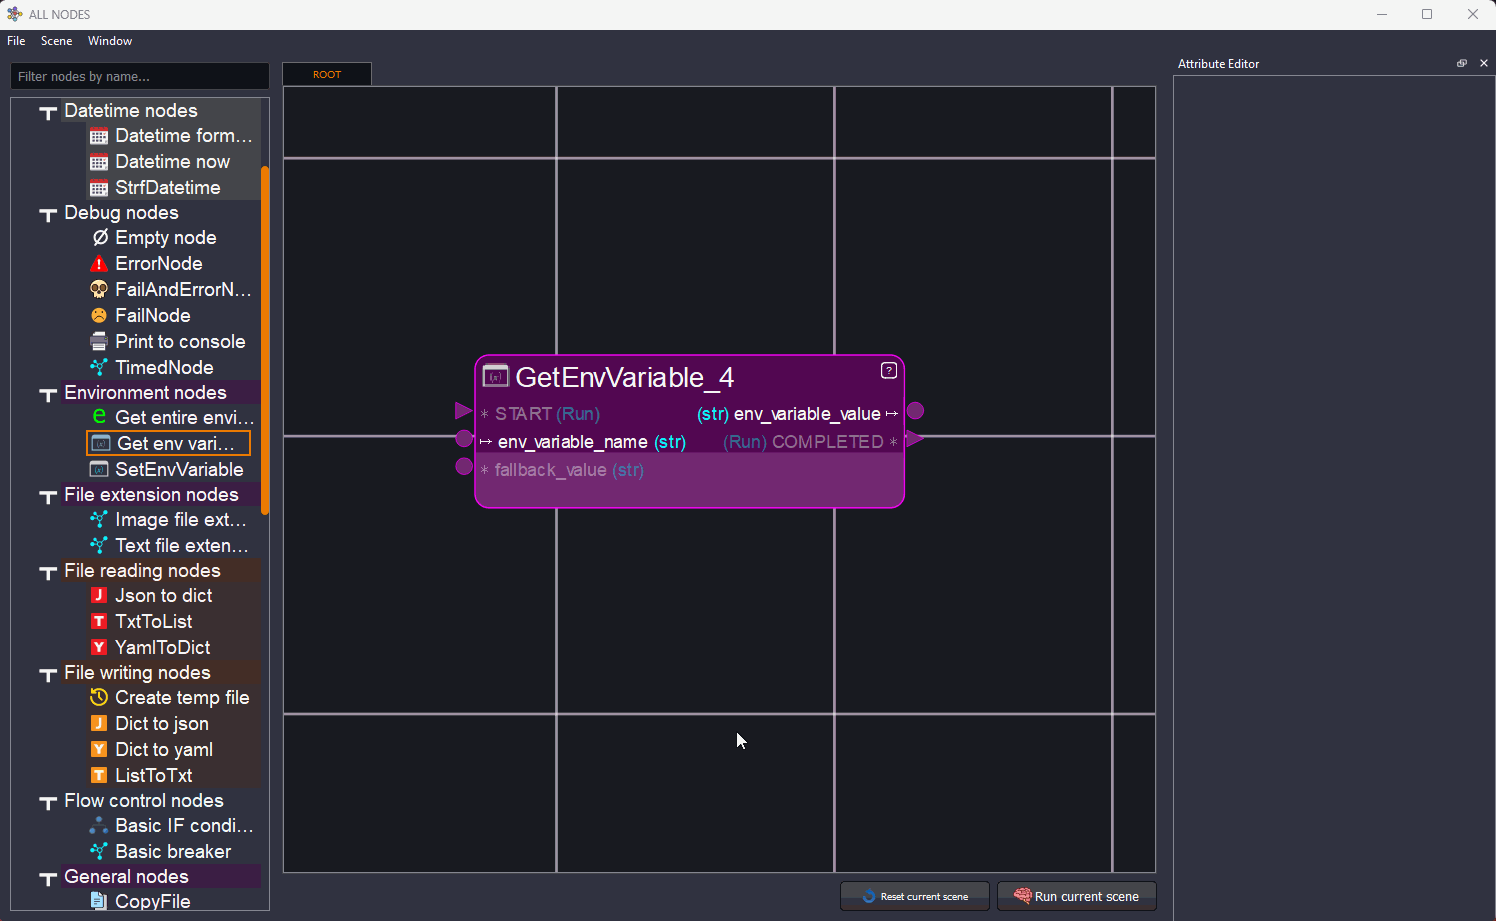 ALL NODES
File Scene Window
Filter nodes by name...
Datetime nodes
Datetime form...
Datetime now
StrfDatetime
Debug nodes
Empty node
ErrorNode
FailAndErrorN...
FailNode
Print to console
TimedNode
Environment nodes
Get entire envi...
Get env vari...
SetEnvVariable
File extension nodes
Image file ext...
Text file exten...
File reading nodes
J Json to dict
T TxtToList
Y YamlToDict
File writing nodes
Create temp file
J Dict to json
Y Dict to yaml
T ListToTxt
Flow control nodes
Basic IF condi...
Basic breaker
General nodes
CopyFile
ROOT
GetEnvVariable_4 ?
* START (Run) (str) env_variable_value ↦
↦ env_variable_name (str) (Run) COMPLETED *
* fallback_value (str)
Reset current scene Run current scene
Attribute Editor